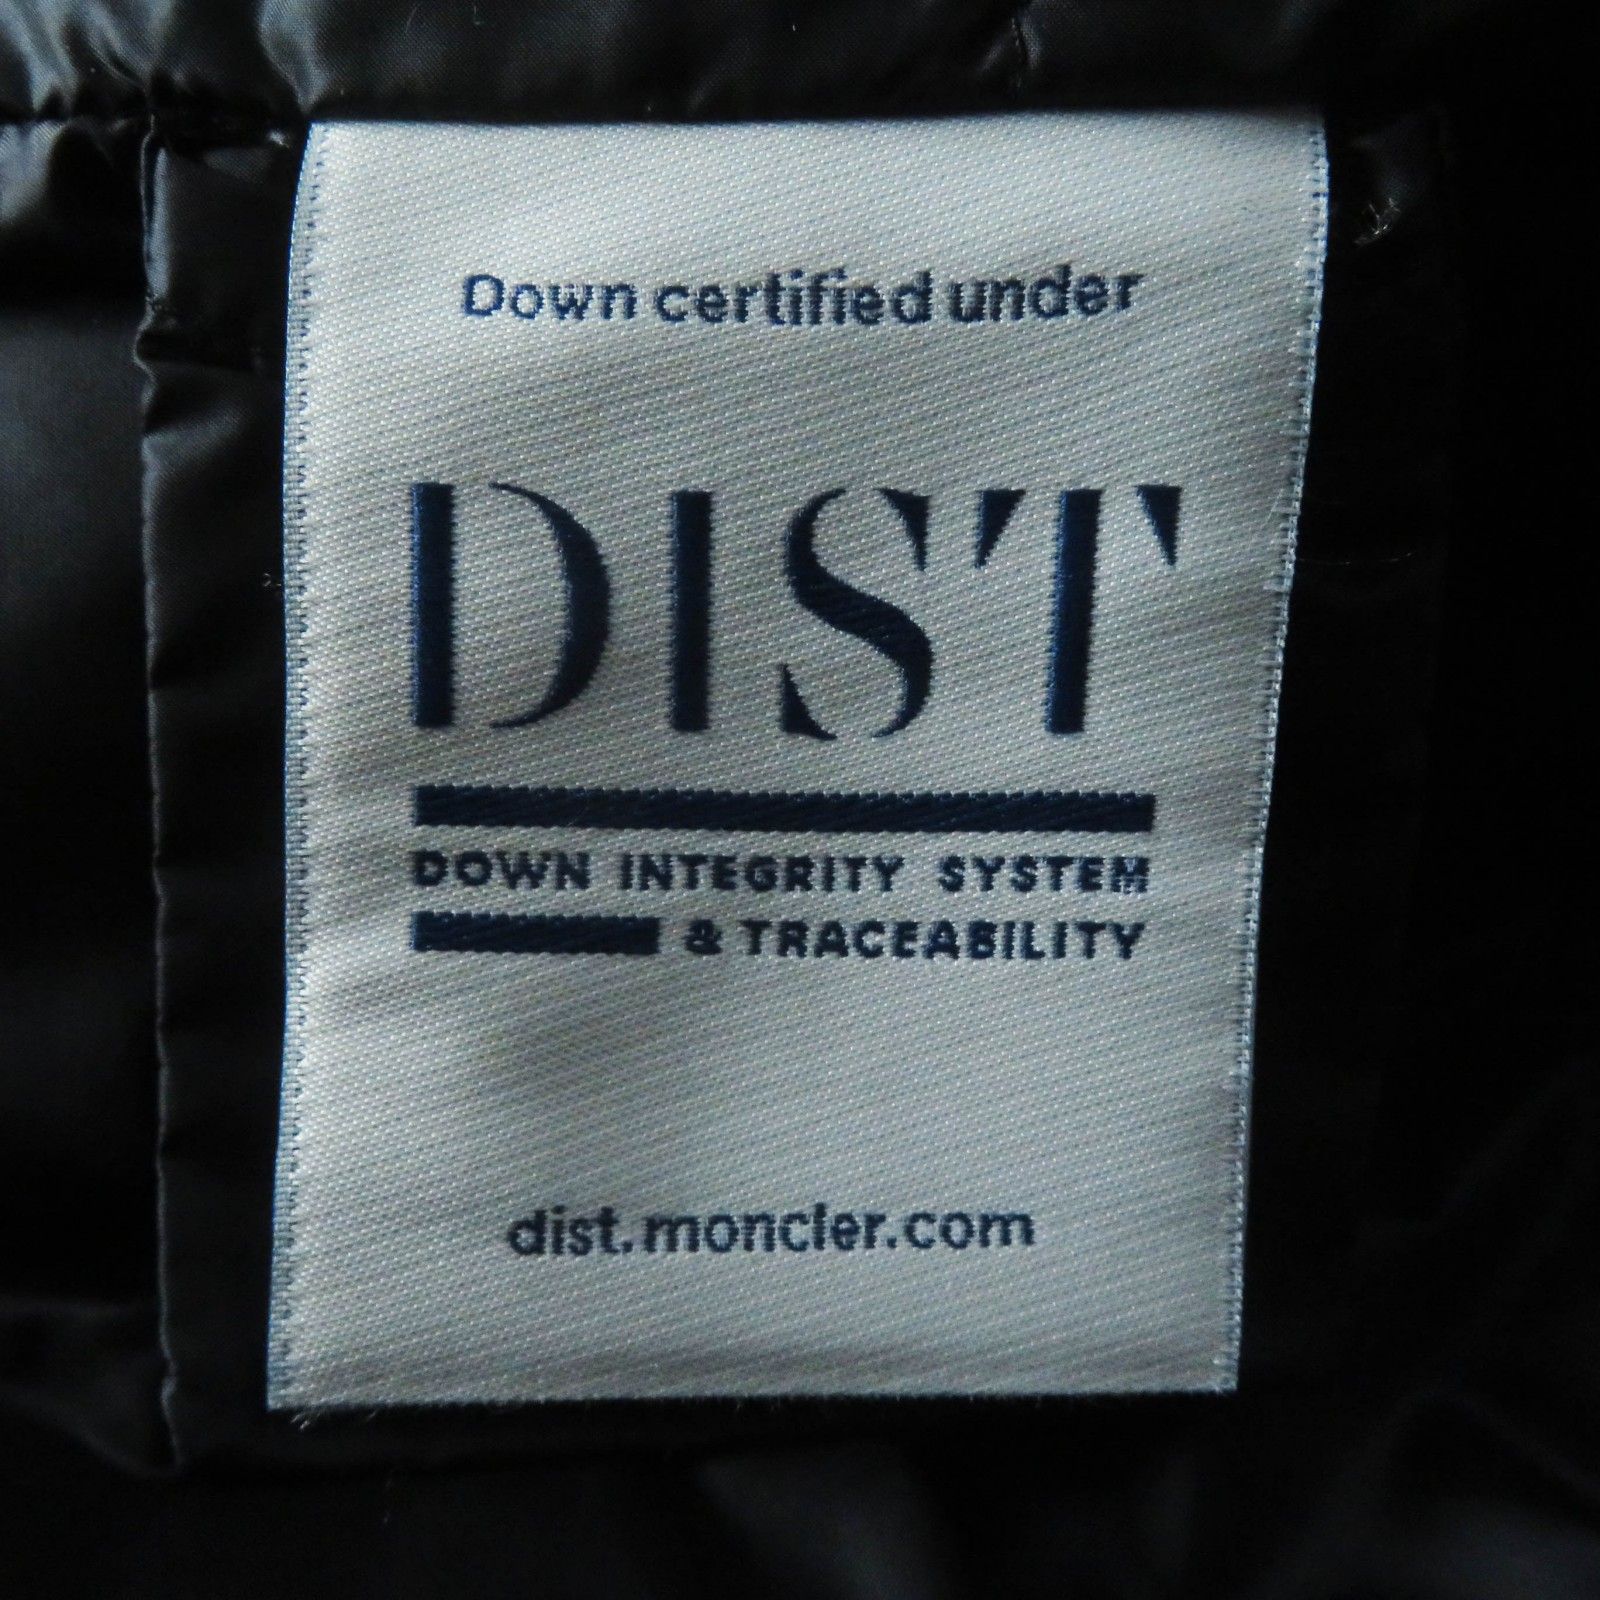 Down certified under
DIST
DOWN INTEGRITY SYSTEM
& TRACEABILITY
dist.moncler.com